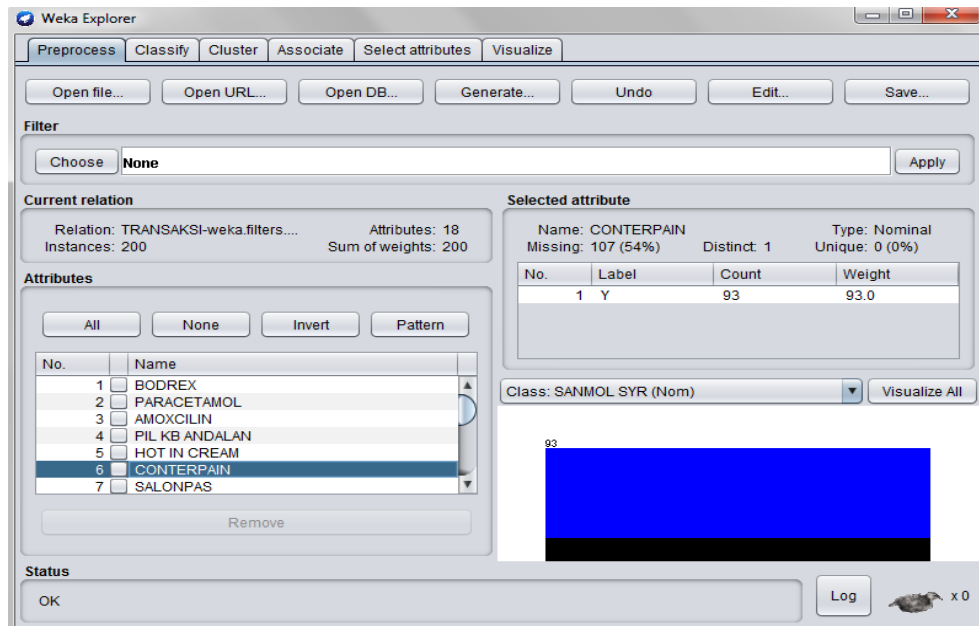 Weka Explorer
Preprocess Classify Cluster Associate Select attributes Visualize
Open file... Open URL... Open DB... Generate... Undo Edit... Save...
Filter
Choose None Apply
Current relation
Relation: TRANSAKSI-weka.filters.... Attributes: 18
Instances: 200 Sum of weights: 200
Attributes
All None Invert Pattern
No. Name
1 BODREX
2 PARACETAMOL
3 AMOXCILIN
4 PIL KB ANDALAN
5 HOT IN CREAM
6 CONTERPAIN
7 SALONPAS
Remove
Selected attribute
Name: CONTERPAIN Type: Nominal
Missing: 107 (54%) Distinct: 1 Unique: 0 (0%)
No. Label Count Weight
1 Y 93 93.0
Class: SANMOL SYR (Nom) Visualize All
93
Status
OK
Log x 0